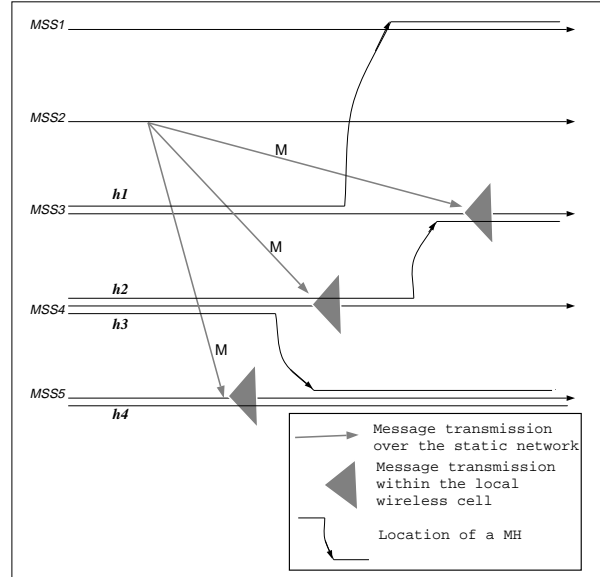 MSS1
MSS2
M
h1
MSS3
M
h2
MSS4
h3
M
MSS5
h4
Message transmission
over the static network
Message transmission
within the local
wireless cell
Location of a MH